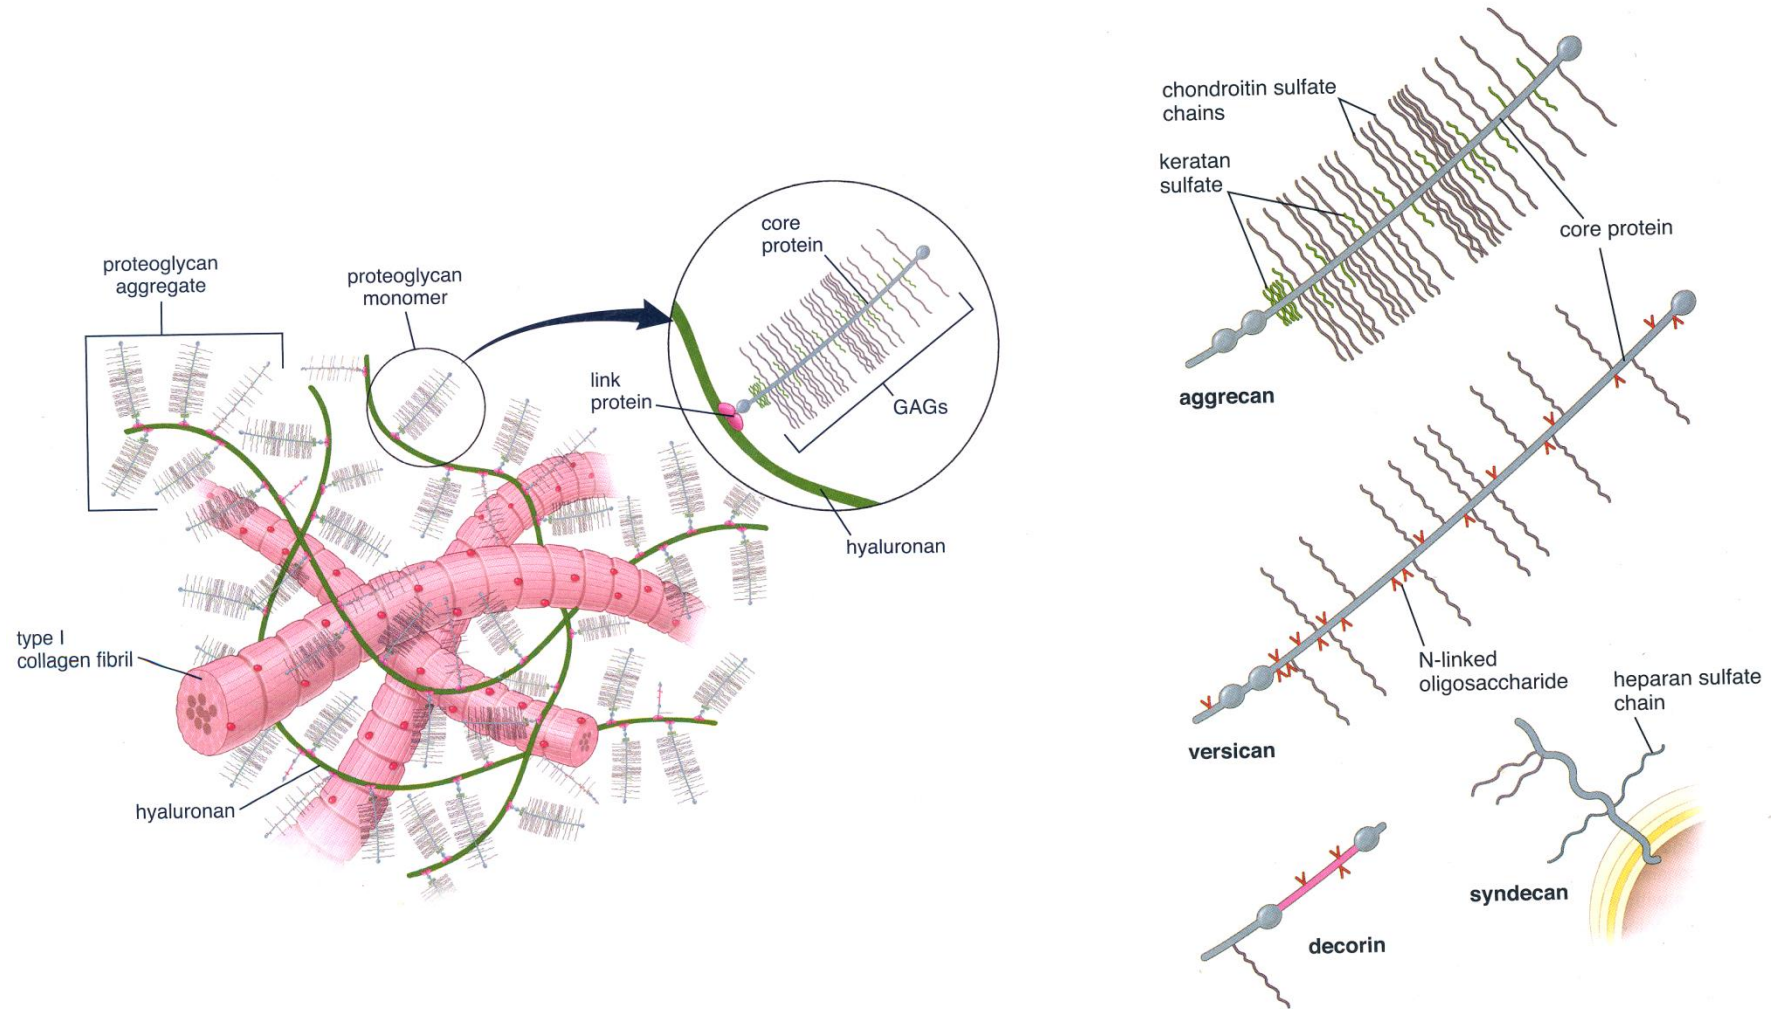 proteoglycan
aggregate
proteoglycan
monomer
core
protein
link
protein
GAGs
hyaluronan
type I
collagen fibril
hyaluronan
chondroitin sulfate
chains
keratan
sulfate
core protein
aggrecan
N-linked
oligosaccharide
versican
heparan sulfate
chain
syndecan
decorin